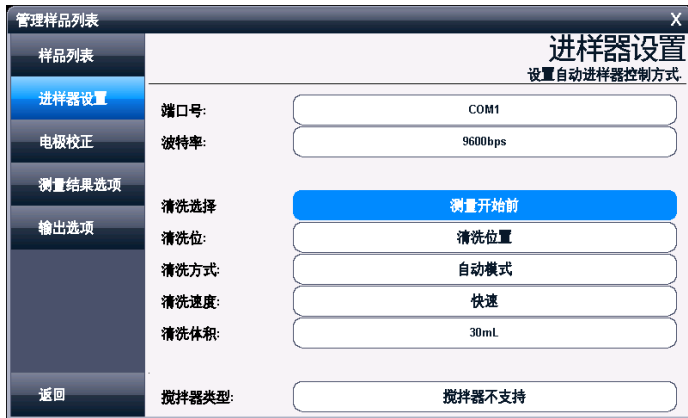 管理样品列表 X
样品列表
进样器设置
电极校正
测量结果选项
输出选项
返回
进样器设置
设置自动进样器控制方式.
端口号: COM1
波特率: 9600bps
清洗选择 测量开始前
清洗位: 清洗位置
清洗方式: 自动模式
清洗速度: 快速
清洗体积: 30mL
搅拌器类型: 搅拌器不支持